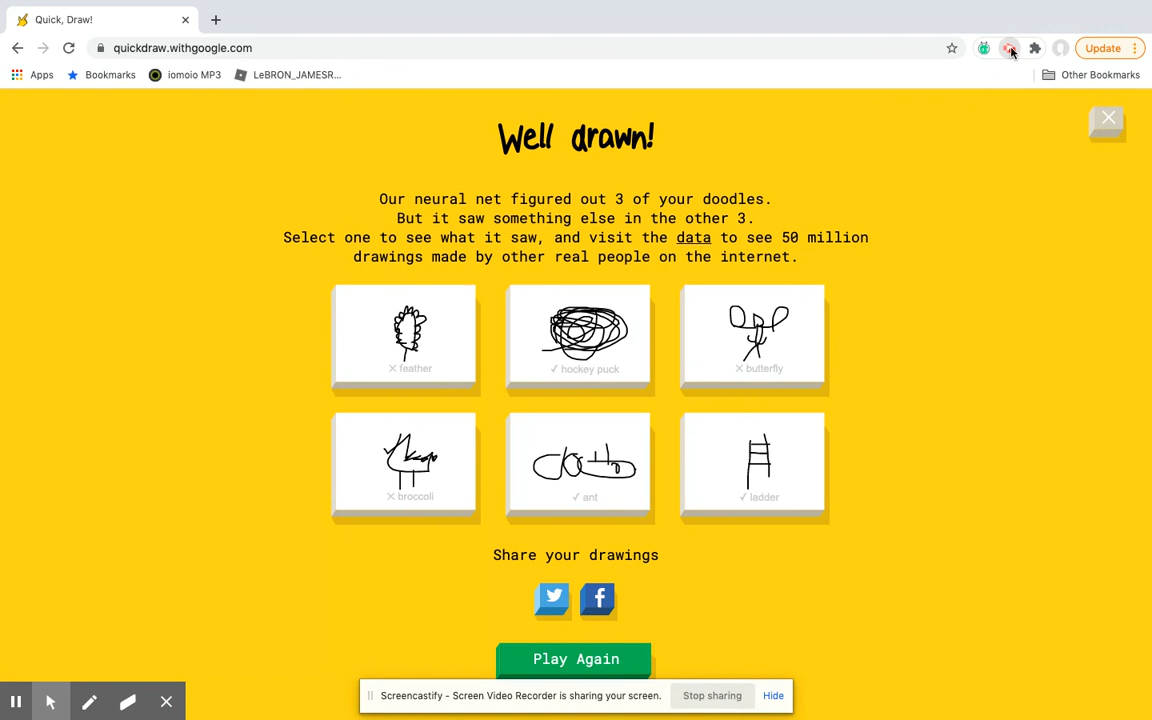 Quick, Draw!
quickdraw.withgoogle.com
Update
Apps
Bookmarks
iomoio MP3
LeBRON_JAMESR...
Other Bookmarks
Well drawn!
Our neural net figured out 3 of your doodles.
But it saw something else in the other 3.
Select one to see what it saw, and visit the data to see 50 million
drawings made by other real people on the internet.
feather
hockey puck
butterfly
broccoli
ant
ladder
Share your drawings
Play Again
Screencastify - Screen Video Recorder is sharing your screen.
Stop sharing
Hide